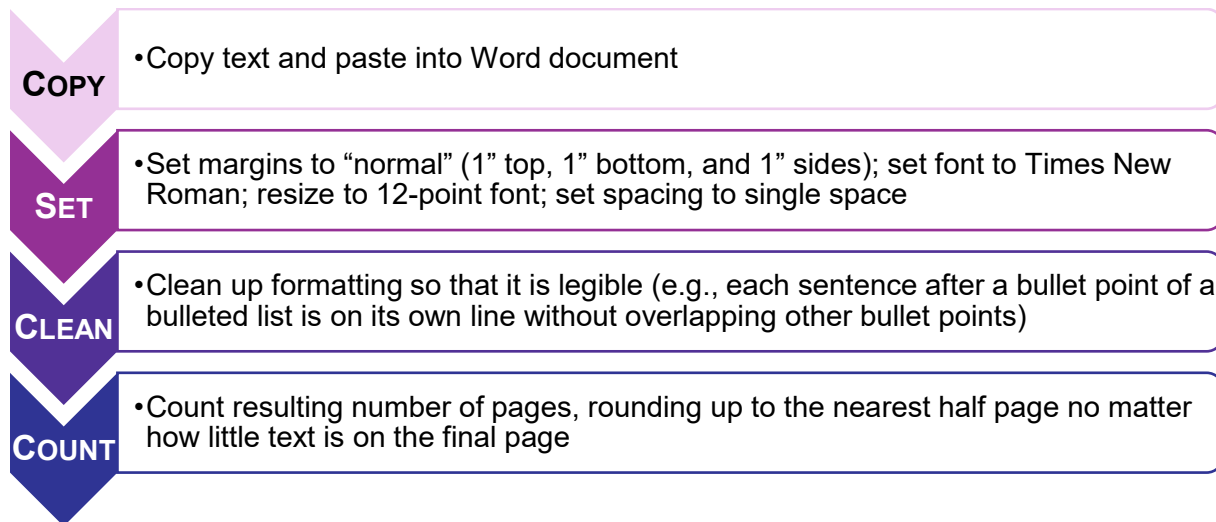 COPY
•Copy text and paste into Word document
SET
•Set margins to “normal” (1” top, 1” bottom, and 1” sides); set font to Times New
Roman; resize to 12-point font; set spacing to single space
CLEAN
•Clean up formatting so that it is legible (e.g., each sentence after a bullet point of a
bulleted list is on its own line without overlapping other bullet points)
COUNT
•Count resulting number of pages, rounding up to the nearest half page no matter
how little text is on the final page